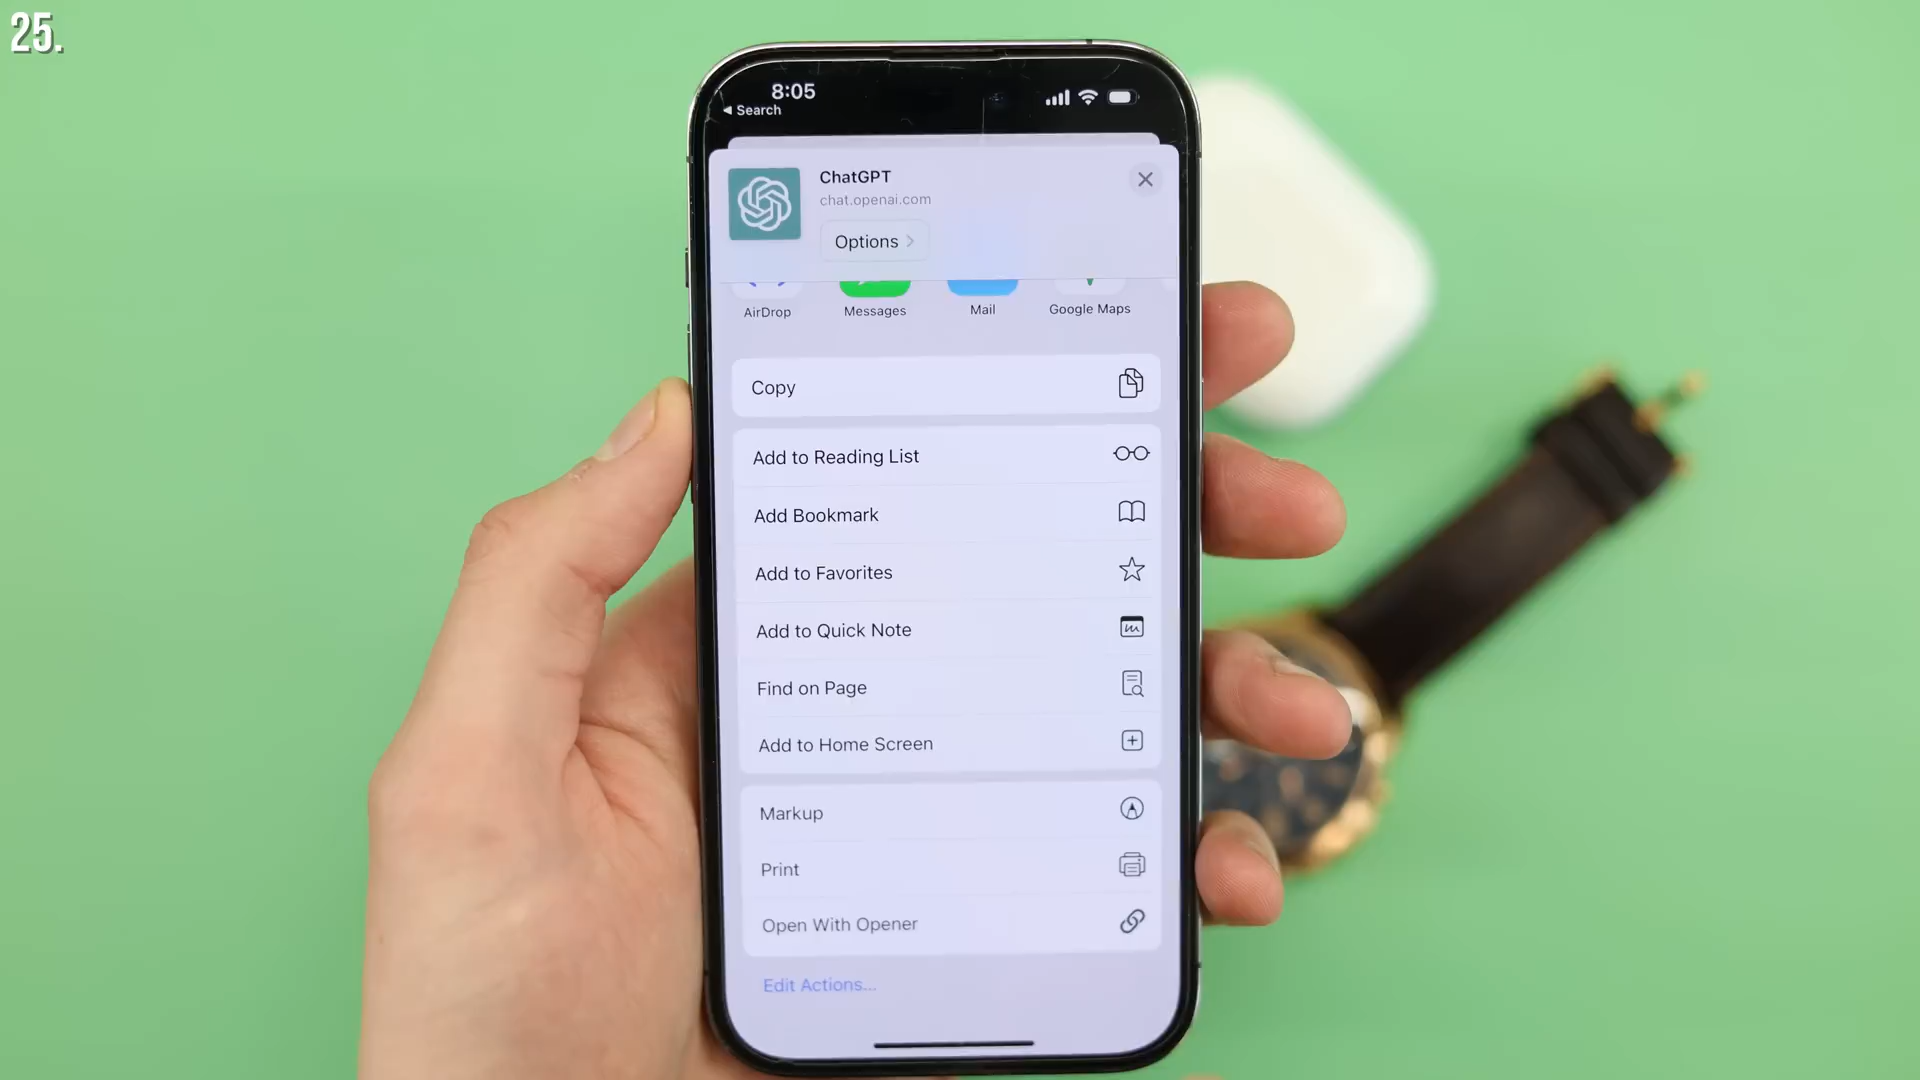 25.
8:05
Search
ChatGPT
chat.openai.com
Options
AirDrop
Messages
Mail
Google Maps
Copy
Add to Reading List
Add Bookmark
Add to Favorites
Add to Quick Note
Find on Page
Add to Home Screen
Markup
Print
Open With Opener
Edit Actions...